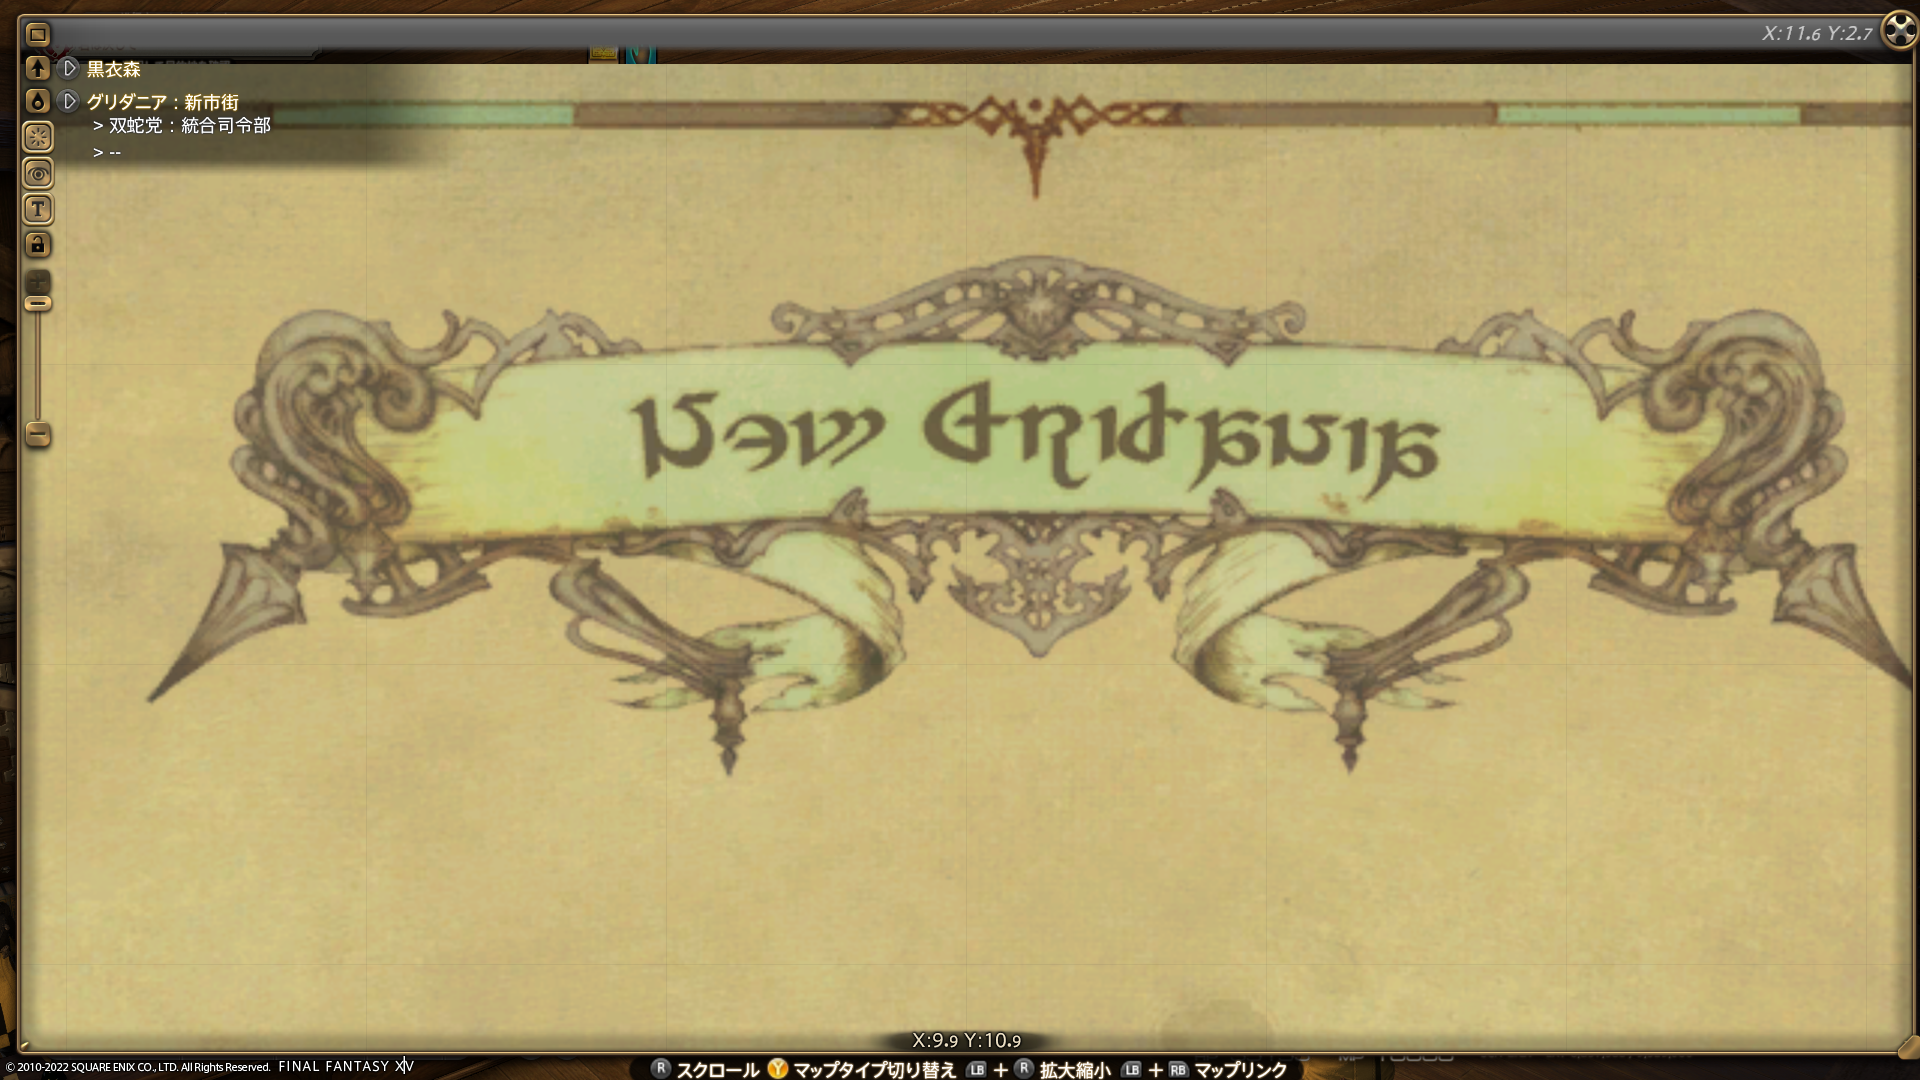 X:11.6 Y:2.7
黒衣森
グリダニア：新市街
> 双蛇党：統合司令部
> --
T
New Gridania
X:9.9 Y:10.9
R スクロール Y マップタイプ切り替え LB + R 拡大縮小 LB + RB マップリンク
© 2010-2022 SQUARE ENIX CO., LTD. All Rights Reserved. FINAL FANTASY XIV